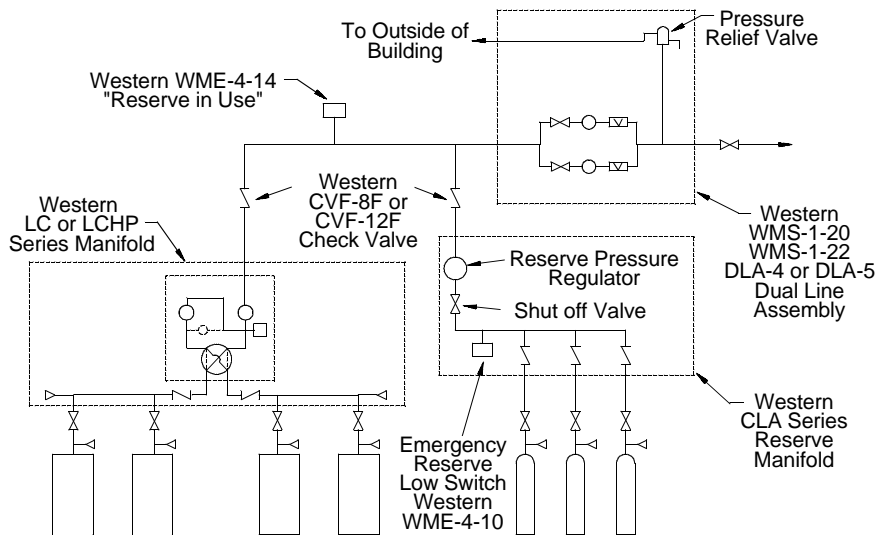 To Outside of
Building
Pressure
Relief Valve
Western WME-4-14
"Reserve in Use"
Western
CVF-8F or
CVF-12F
Check Valve
Western
LC or LCHP
Series Manifold
Western
WMS-1-20
WMS-1-22
DLA-4 or DLA-5
Dual Line
Assembly
Reserve Pressure
Regulator
Shut off Valve
Emergency
Reserve
Low Switch
Western
WME-4-10
Western
CLA Series
Reserve
Manifold